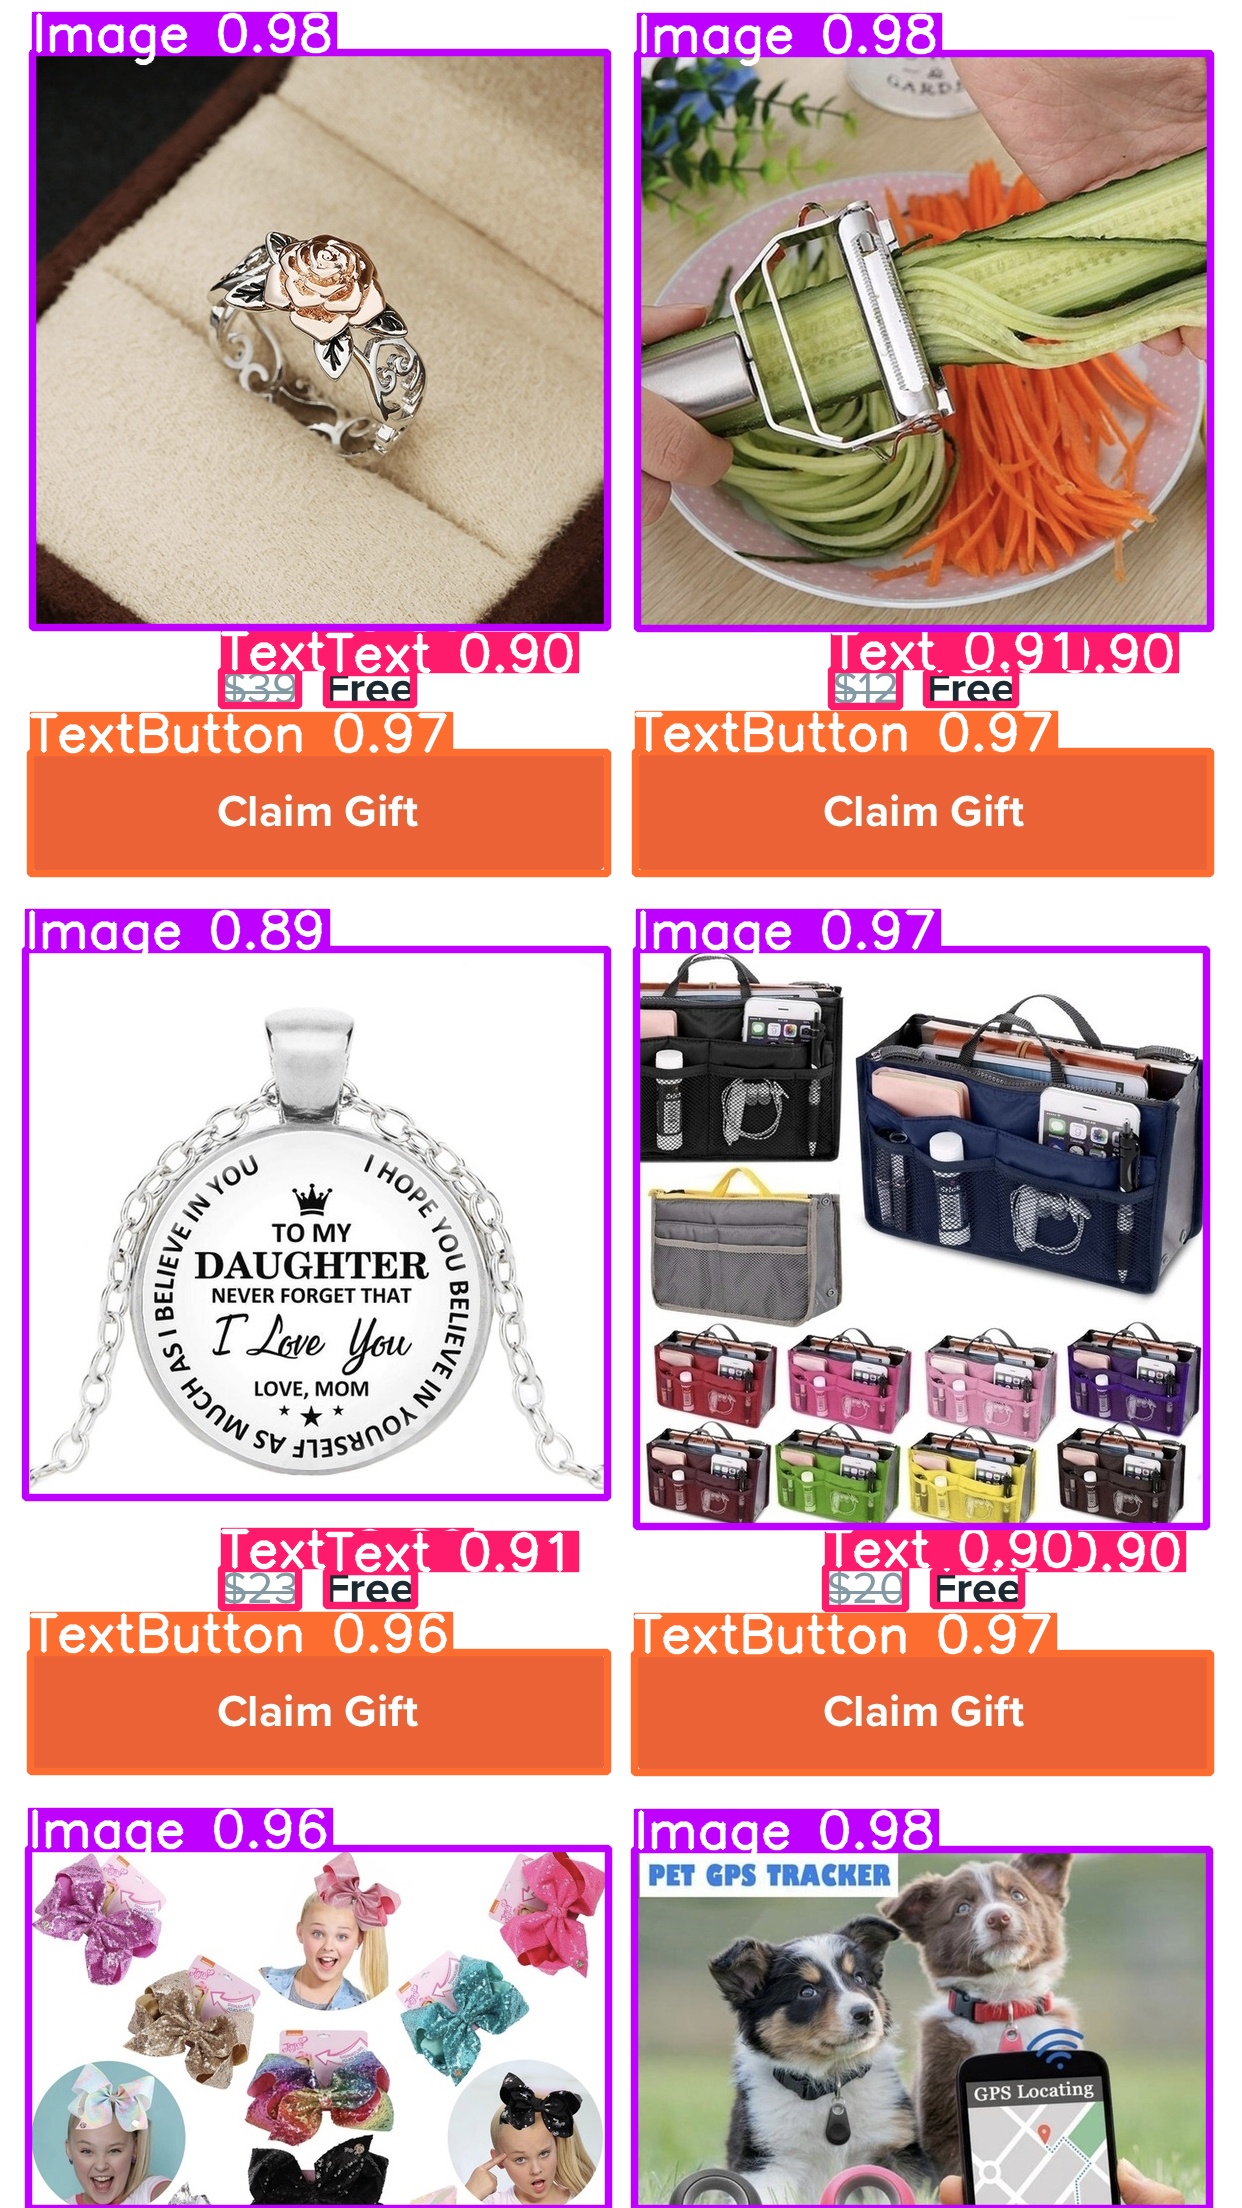 Image 0.98
Image 0.98
& GARD
TextText 0.90
Text 0.91).90
$39 Free
$12 Free
TextButton 0.97
TextButton 0.97
Claim Gift
Claim Gift
Image 0.89
Image 0.97
I HOPE YOU BELIEVE IN YOURSELF AS MUCH AS I BELIEVE IN YOU
TO MY
DAUGHTER
NEVER FORGET THAT
I Love You
LOVE, MOM
TextText 0.91
Text 0.90).90
$23 Free
$20 Free
TextButton 0.96
TextButton 0.97
Claim Gift
Claim Gift
Image 0.96
Image 0.98
PET GPS TRACKER
GPS Locating